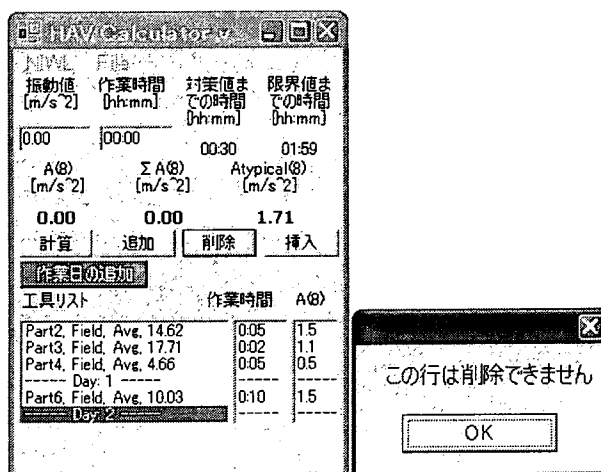 HAV Calculator v
NWL File
振動値 [m/s^2] 作業時間 [hh:mm] 対策値までの時間 [hh:mm] 限界値までの時間 [hh:mm]
0.00 00:00 00:30 01:59
A(8) [m/s^2] Σ A(8) [m/s^2] Atypical(8) [m/s^2]
0.00 0.00 1.71
計算 追加 削除 挿入
作業日の追加
工具リスト 作業時間 A(8)
Part2, Field, Avg, 14.62 0:05 1.5
Part3, Field, Avg, 17.71 0:02 1.1
Part4, Field, Avg, 4.66 0:05 0.5
------ Day: 1 ------ ----- -----
Part6, Field, Avg, 10.03 0:10 1.5
------ Day: 2 ------ ----- -----
この行は削除できません
OK